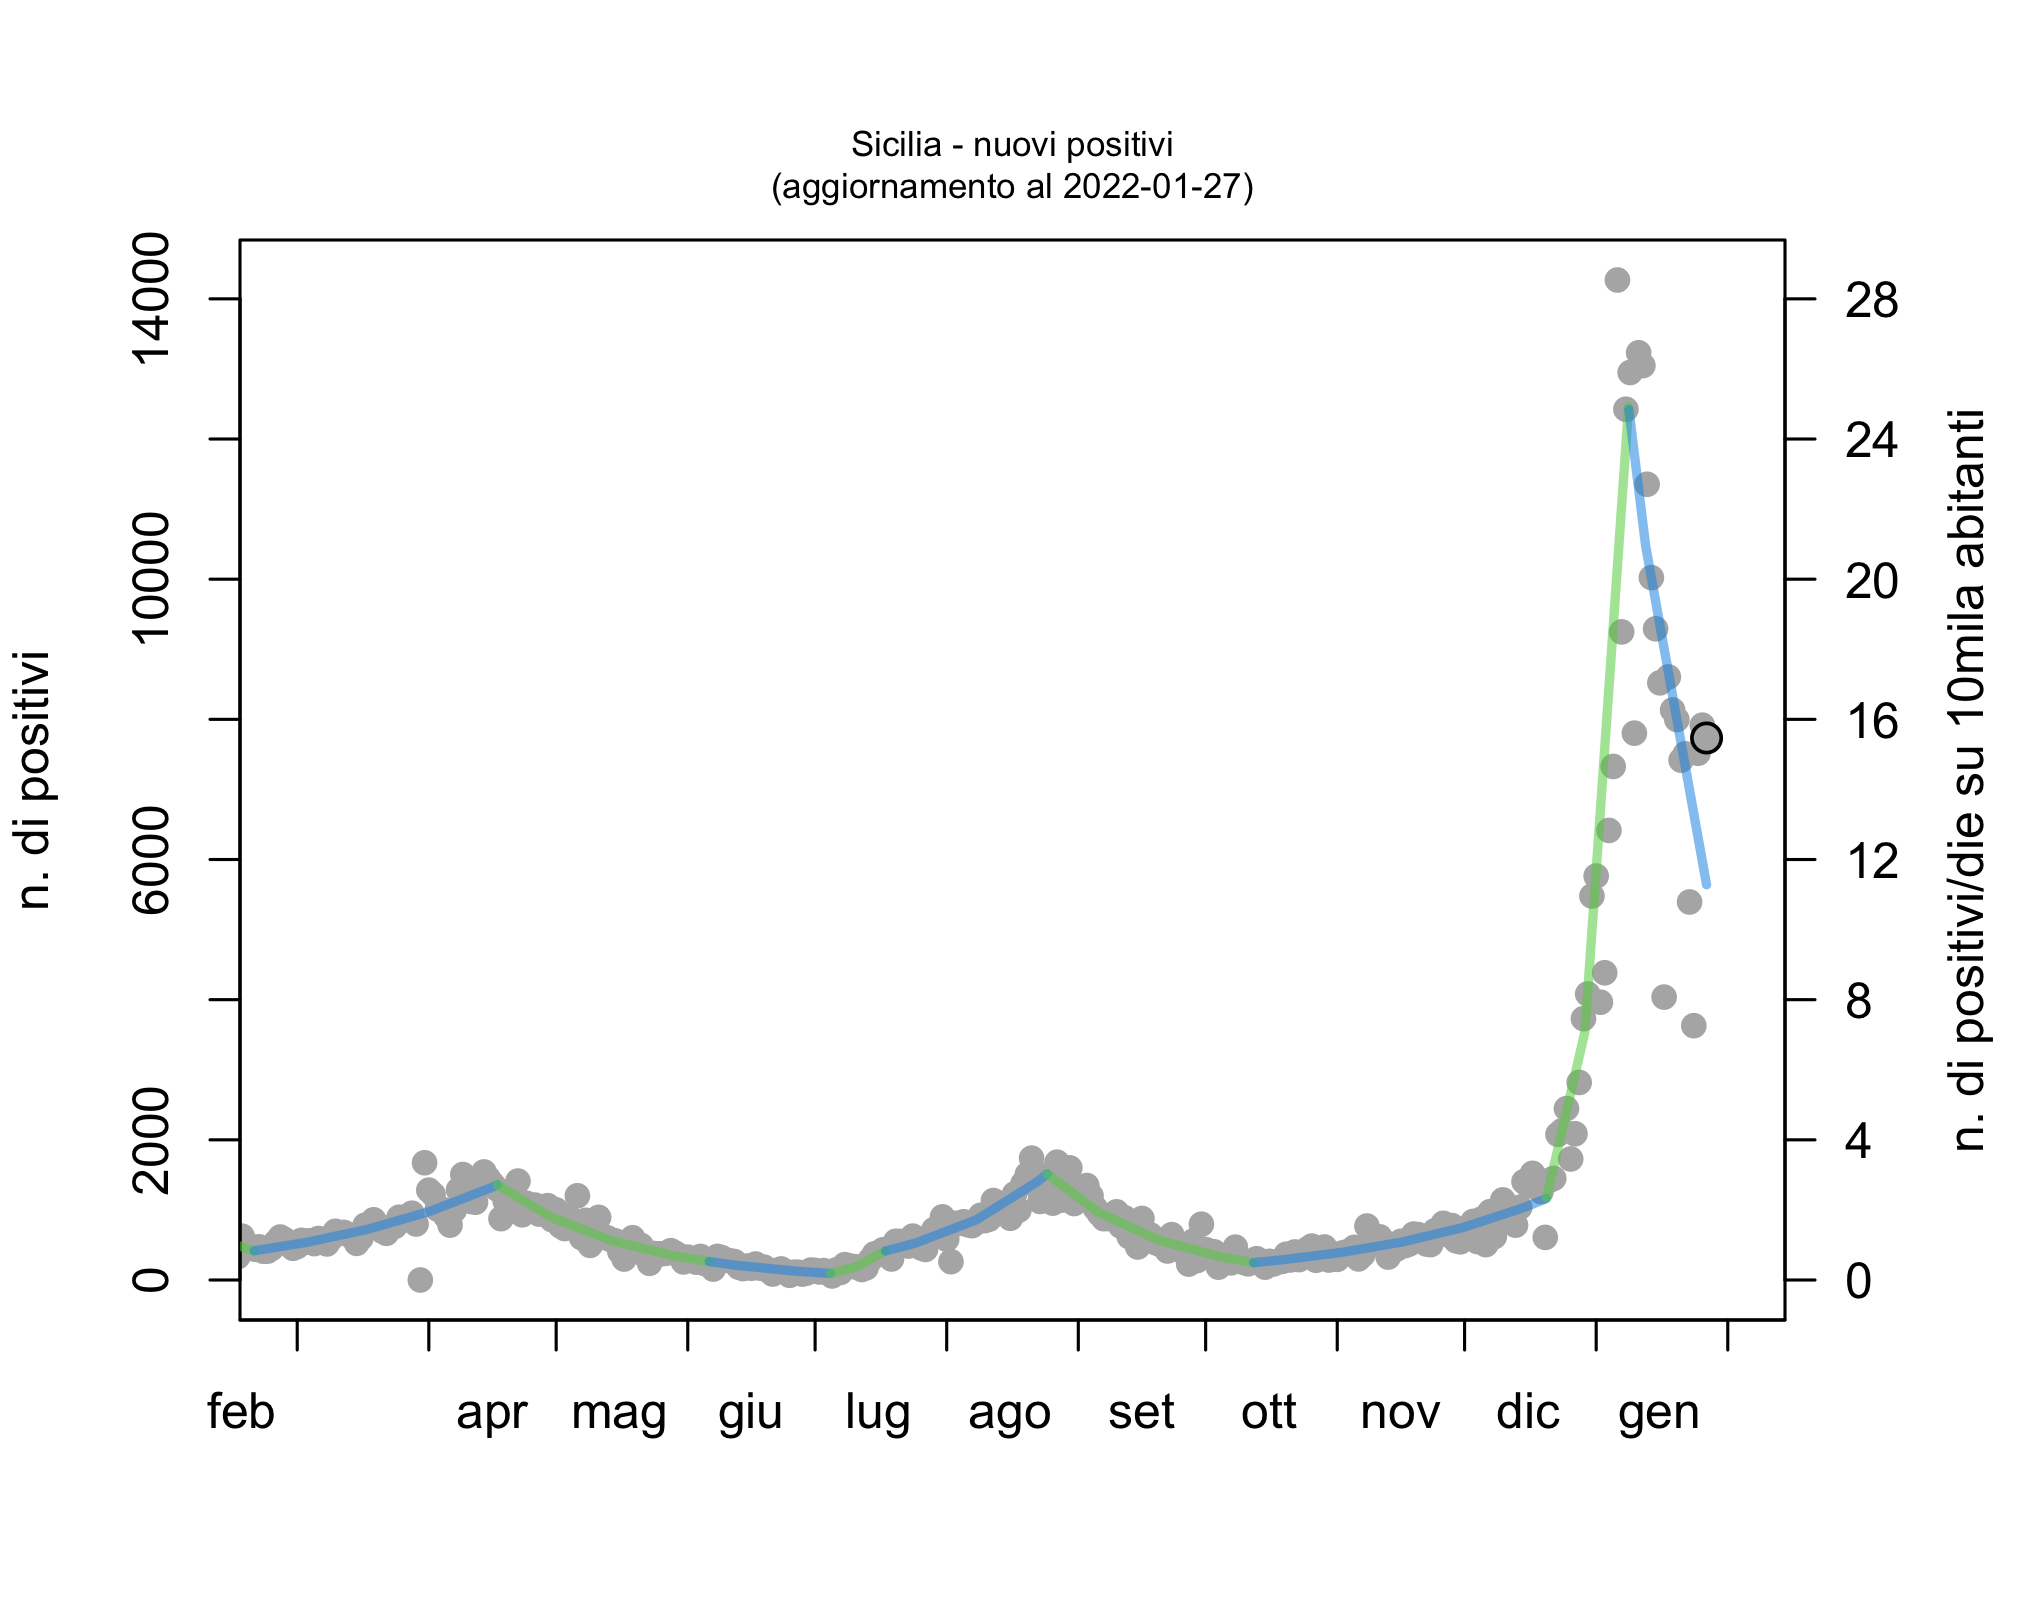 Sicilia - nuovi positivi
(aggiornamento al 2022-01-27)
n. di positivi
14000
10000
6000
2000
0
28
24
20
16
12
8
4
0
n. di positivi/die su 10mila abitanti
feb apr mag giu lug ago set ott nov dic gen